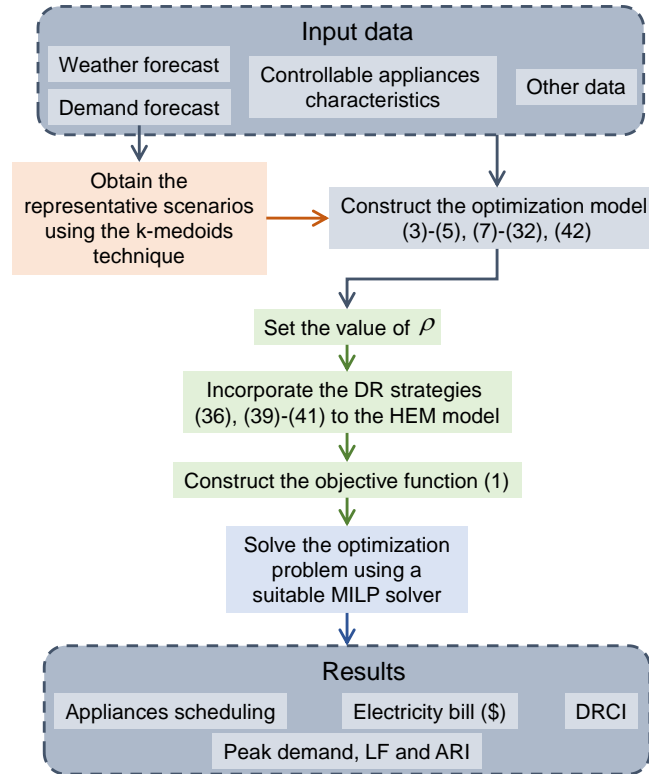 Input data
Weather forecast
Demand forecast
Controllable appliances
characteristics
Other data
Obtain the
representative scenarios
using the k-medoids
technique
Construct the optimization model
(3)-(5), (7)-(32), (42)
Set the value of ρ
Incorporate the DR strategies
(36), (39)-(41) to the HEM model
Construct the objective function (1)
Solve the optimization
problem using a
suitable MILP solver
Results
Appliances scheduling
Electricity bill ($)
DRCI
Peak demand, LF and ARI